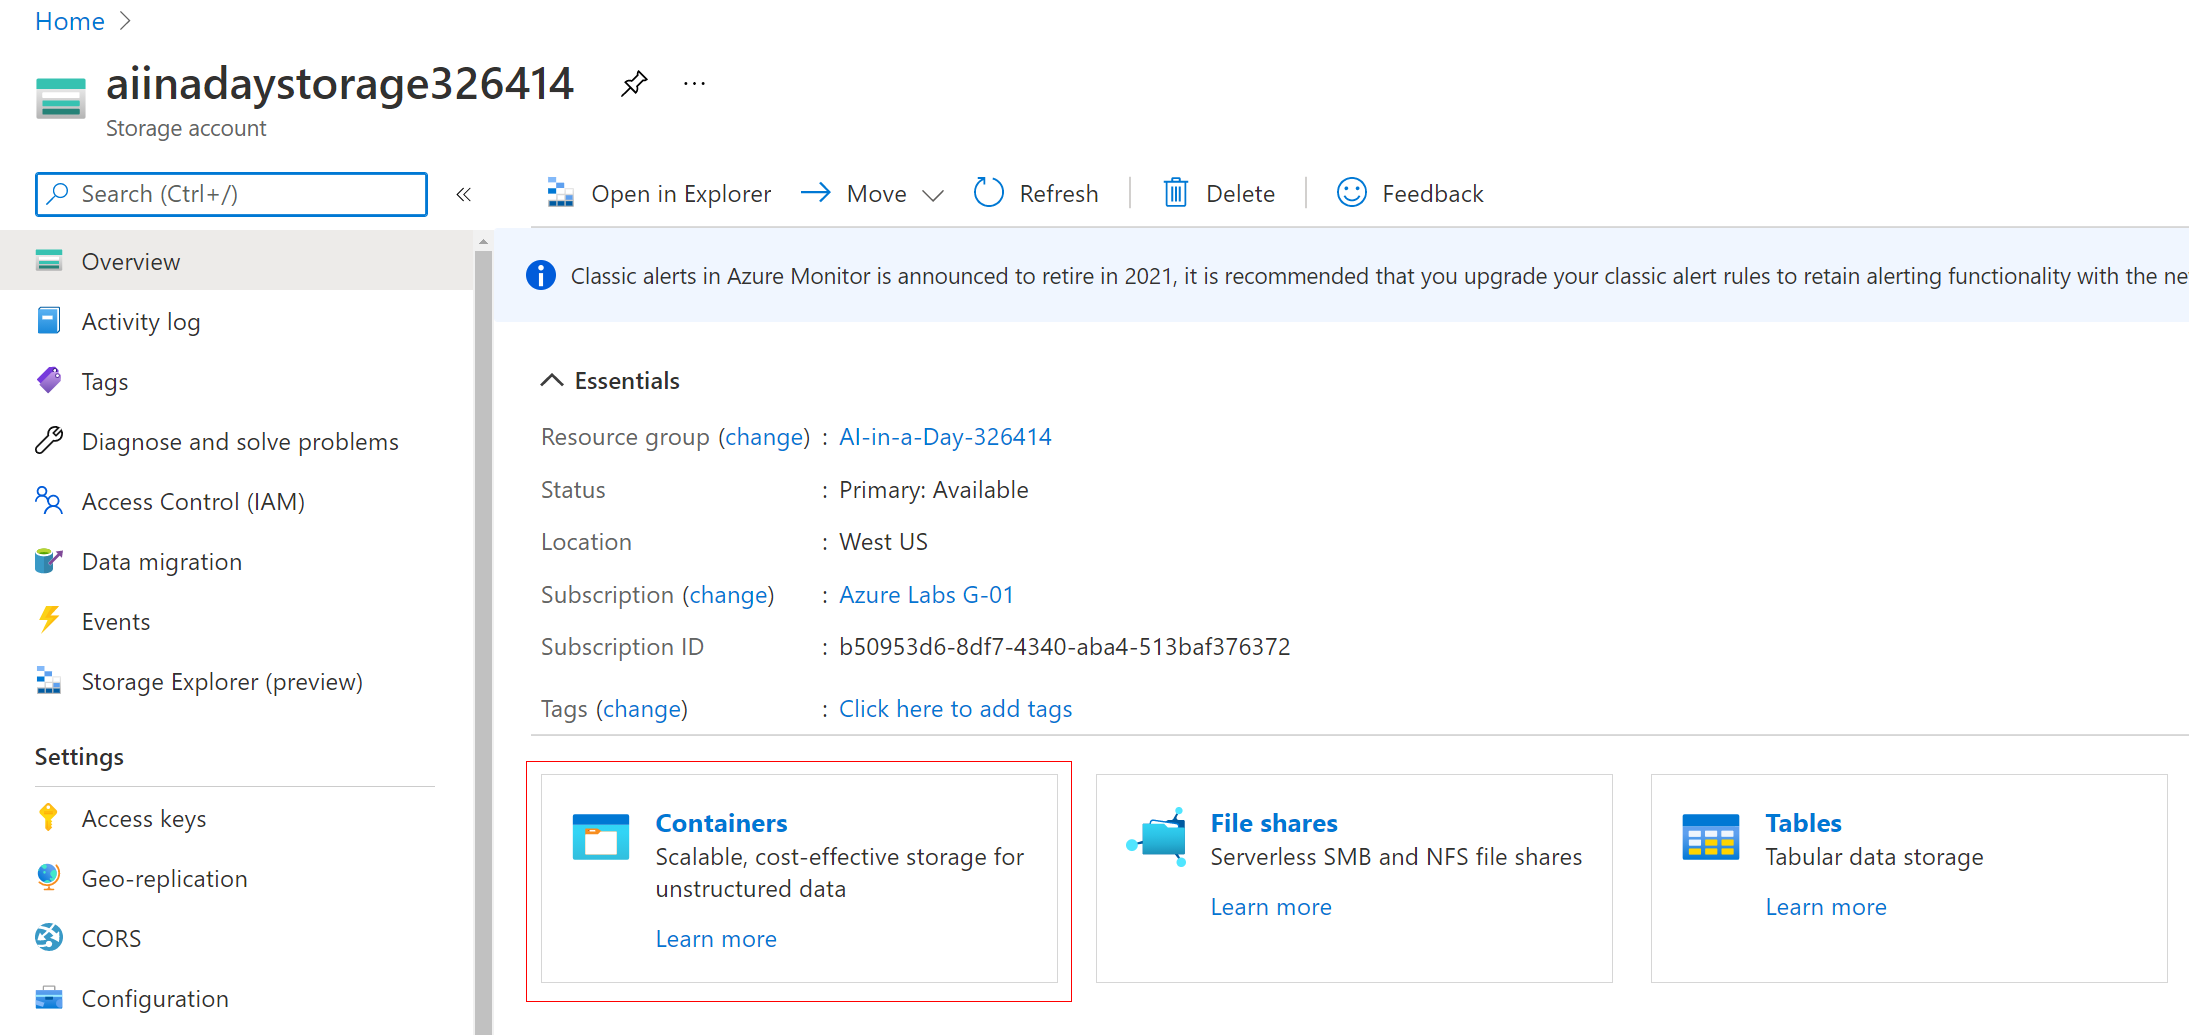 Home >
aiinadaystorage326414 ...
Storage account
Search (Ctrl+/) «
Open in Explorer Move Refresh Delete Feedback
Overview
Activity log
Tags
Diagnose and solve problems
Access Control (IAM)
Data migration
Events
Storage Explorer (preview)
Settings
Access keys
Geo-replication
CORS
Configuration
Classic alerts in Azure Monitor is announced to retire in 2021, it is recommended that you upgrade your classic alert rules to retain alerting functionality with the ne
Essentials
Resource group (change) : AI-in-a-Day-326414
Status : Primary: Available
Location : West US
Subscription (change) : Azure Labs G-01
Subscription ID : b50953d6-8df7-4340-aba4-513baf376372
Tags (change) : Click here to add tags
Containers
Scalable, cost-effective storage for
unstructured data
Learn more
File shares
Serverless SMB and NFS file shares
Learn more
Tables
Tabular data storage
Learn more